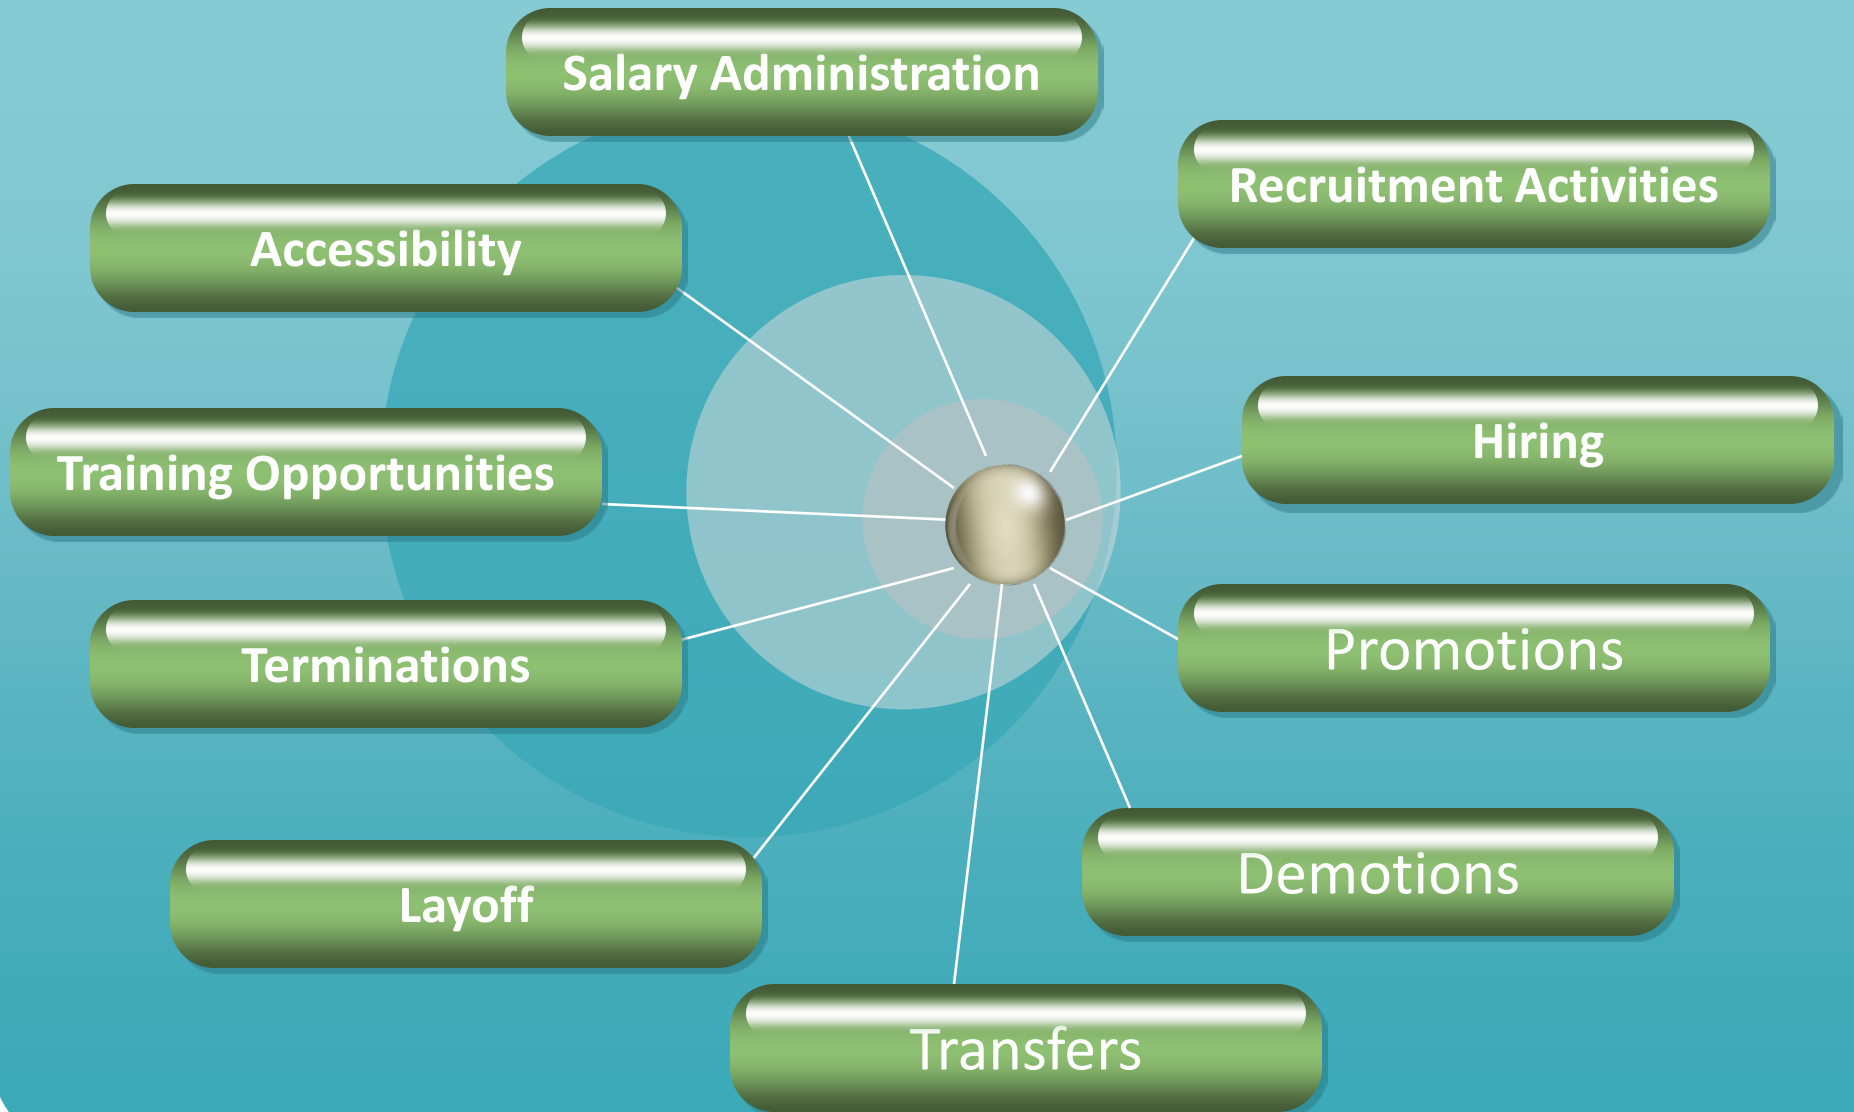 Salary Administration
Recruitment Activities
Accessibility
Hiring
Training Opportunities
Promotions
Terminations
Demotions
Layoff
Transfers